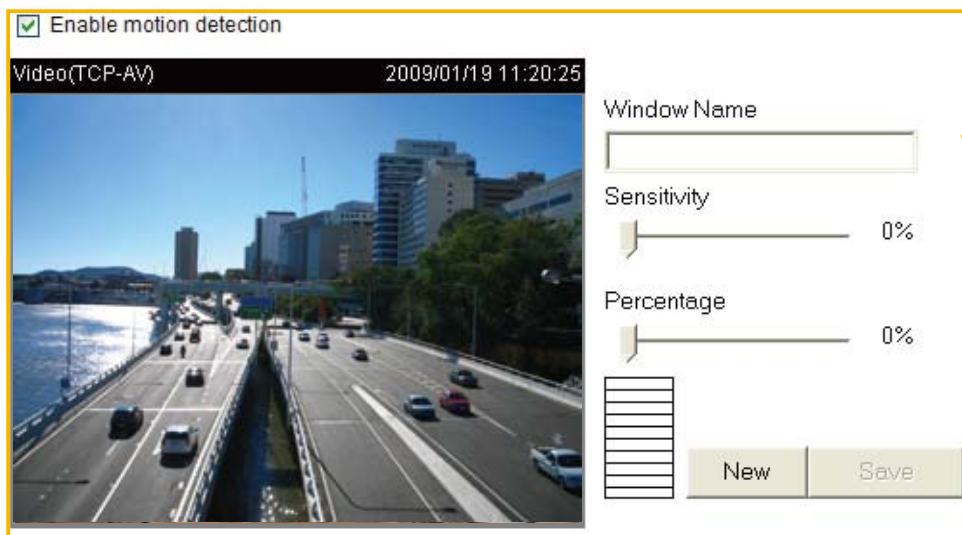 Enable motion detection
Video(TCP-AV) 2009/01/19 11:20:25
Window Name
Sensitivity
0%
Percentage
0%
New Save